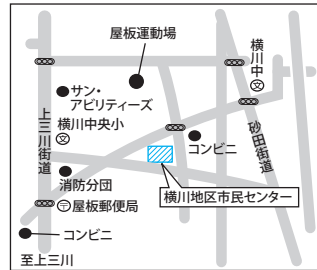 屋板運動場
横川中
文
サン・
アビリティーズ
上三川街道
横川中央小
文
コンビニ
砂田街道
消防分団
横川地区市民センター
〒屋板郵便局
コンビニ
至上三川